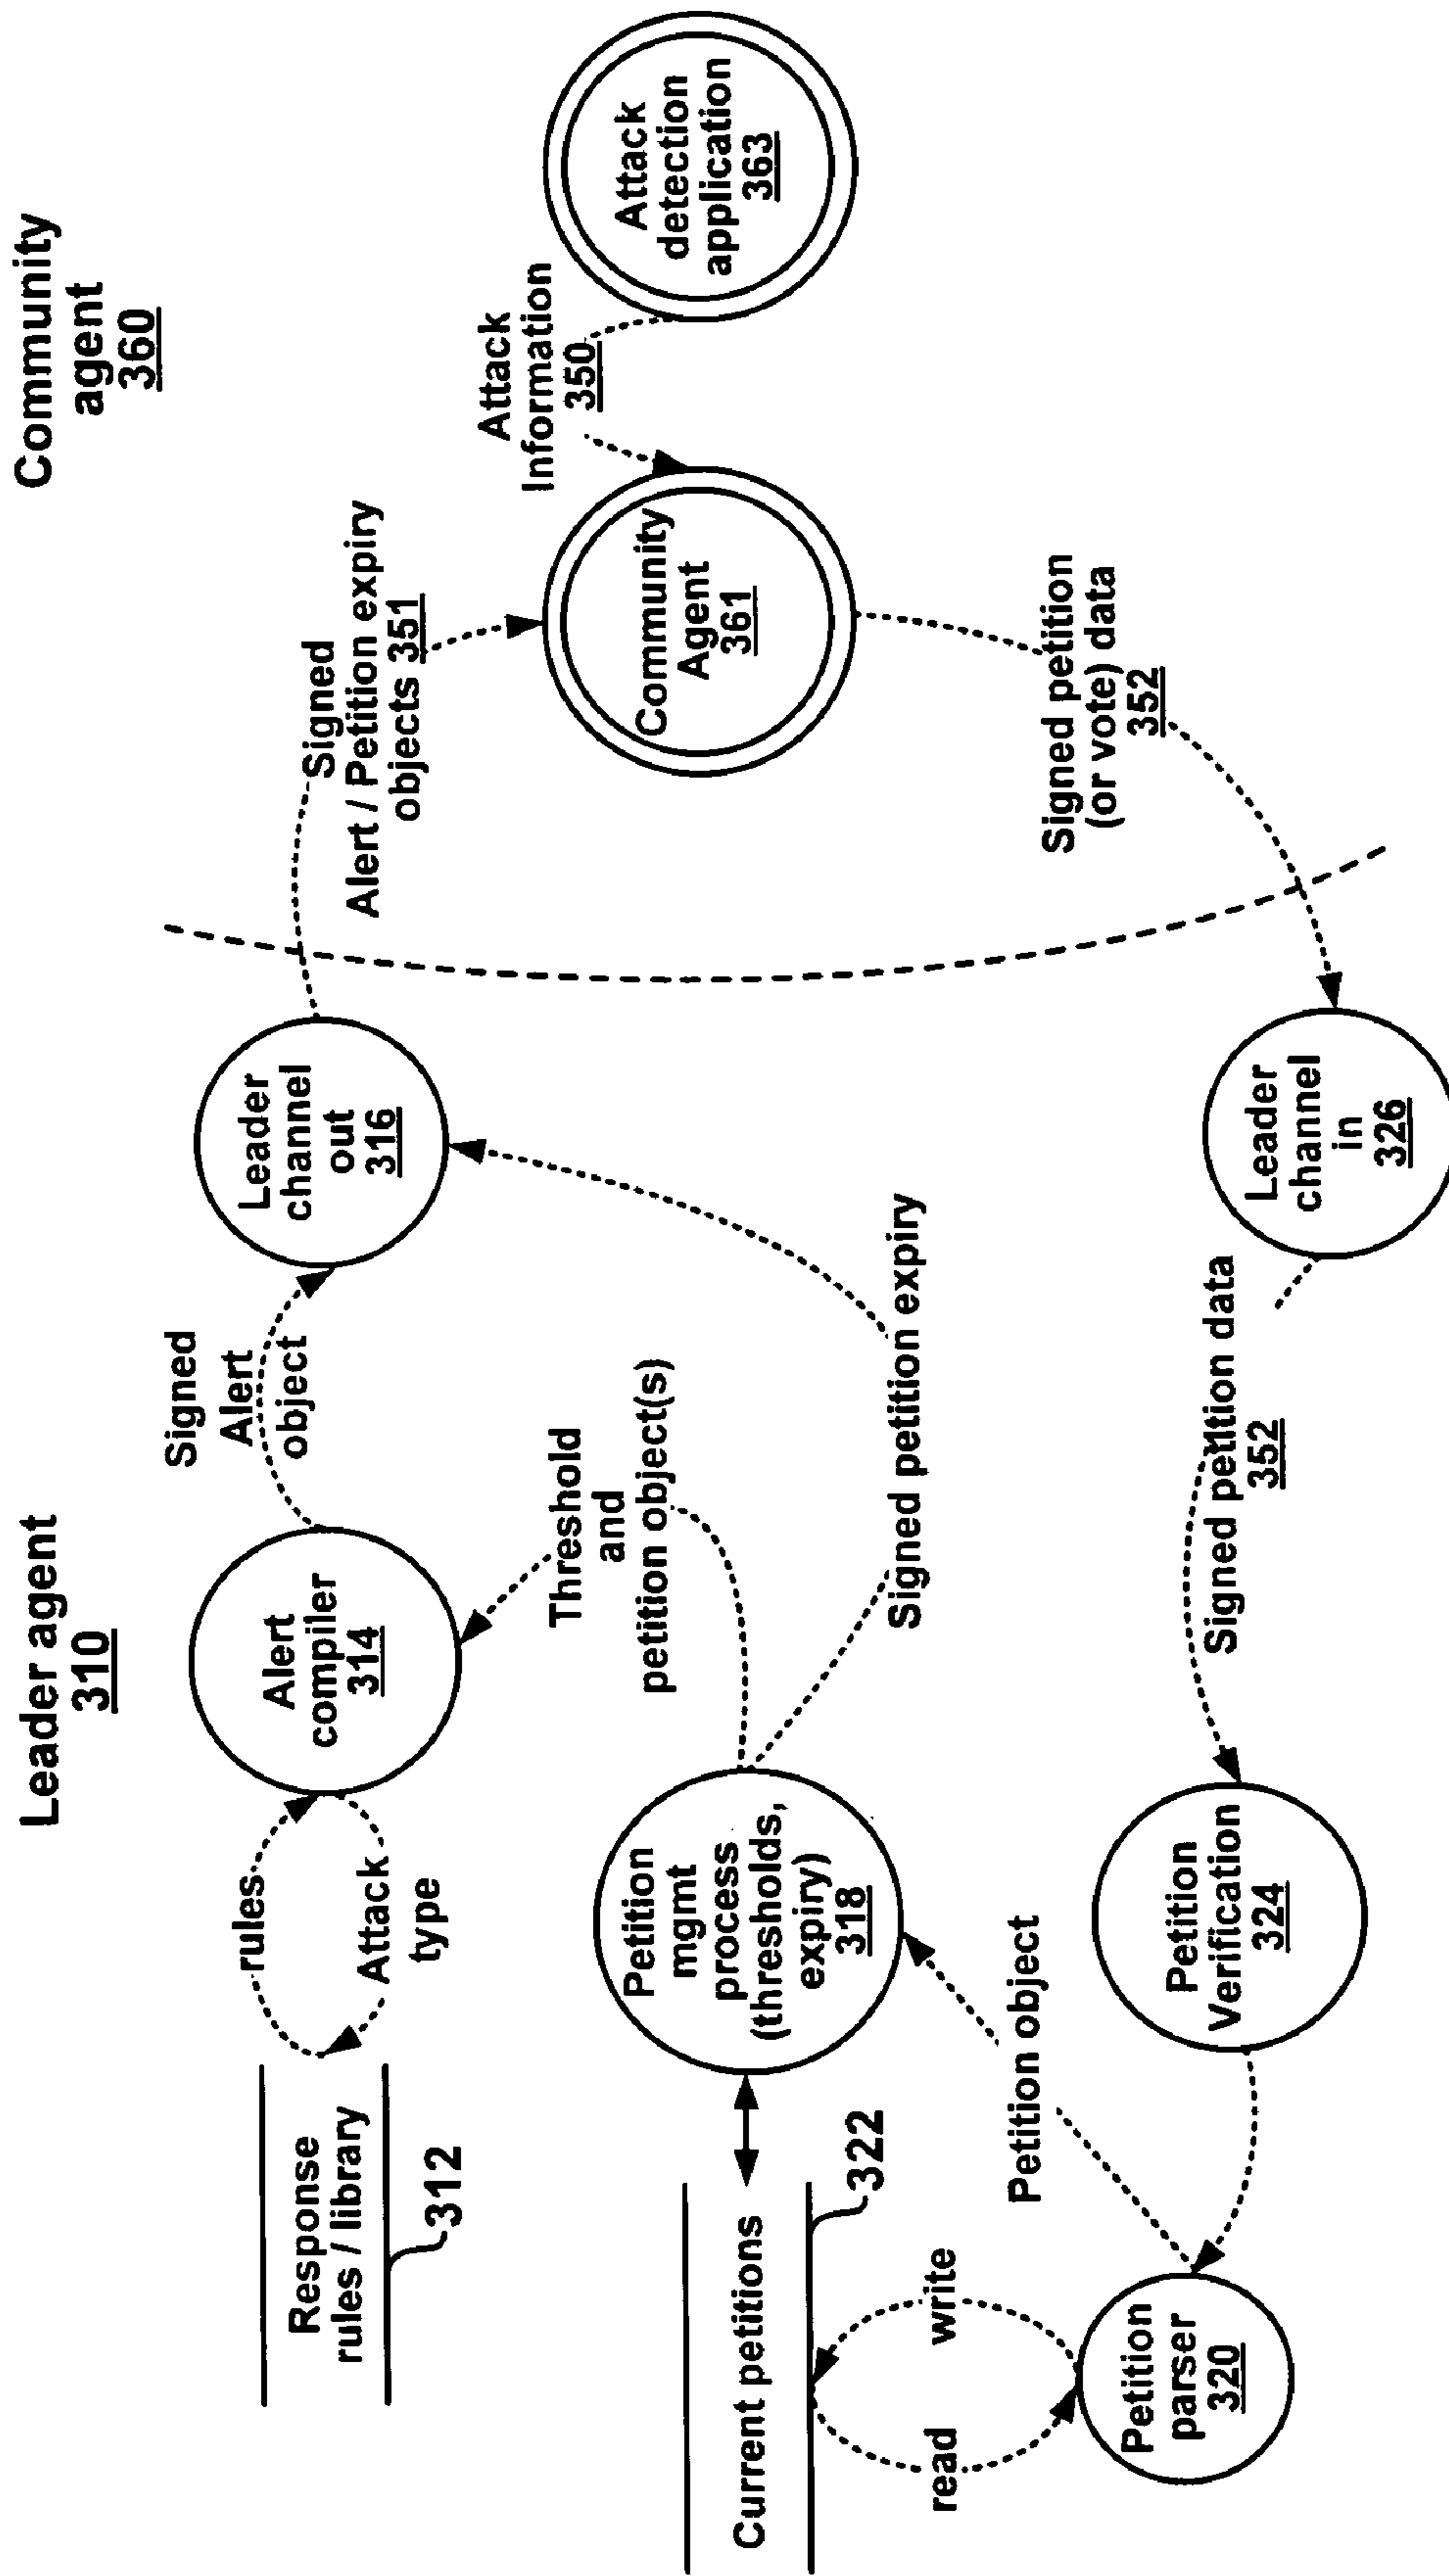 Leader agent
310
Community
agent
360
Response
rules / library
312
rules
Attack
type
Alert
compiler
314
Signed
Alert
object
Leader
channel
out
316
Signed
Alert / Petition expiry
objects 351
Attack
Information
350
Attack
detection
application
363
Community
Agent
361
Threshold
and
petition object(s)
Current petitions
322
Petition
mgmt
process
(thresholds,
expiry)
318
Signed petition expiry
read
write
Petition object
Petition
parser
320
Petition
Verification
324
Signed petition data
352
Leader
channel
in
326
Signed petition
(or vote) data
352